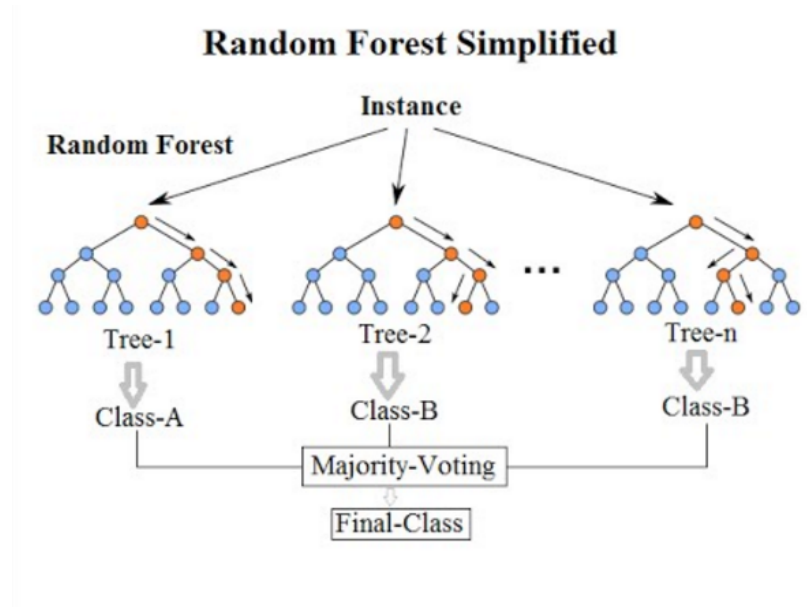 Random Forest Simplified
Instance
Random Forest
...
Tree-1
Tree-2
Tree-n
Class-A
Class-B
Class-B
Majority-Voting
Final-Class